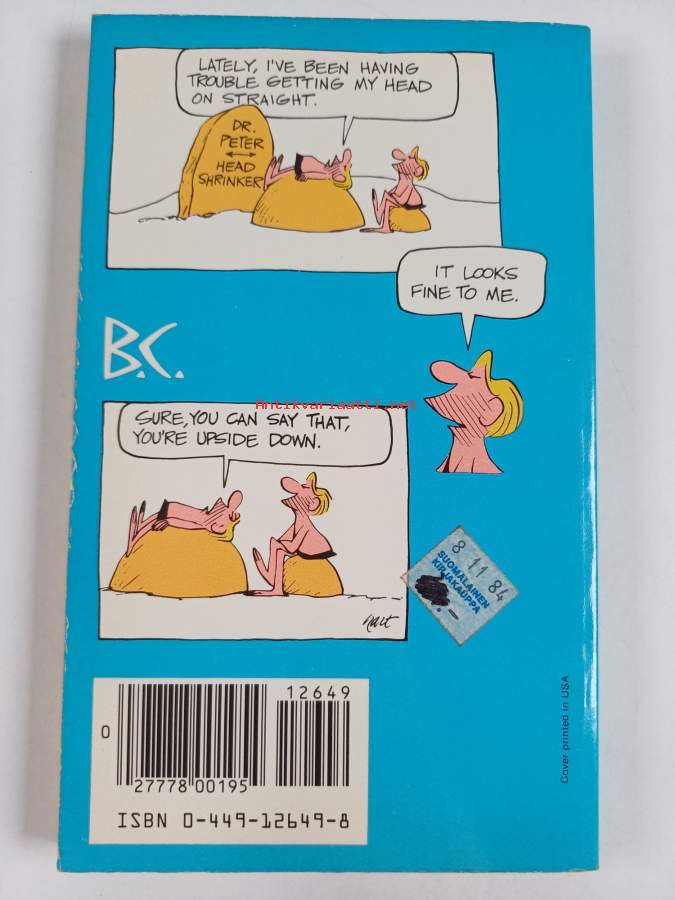 LATELY, I'VE BEEN HAVING
TROUBLE GETTING MY HEAD
ON STRAIGHT.
DR.
PETER
↔
HEAD
SHRINKER
IT LOOKS
FINE TO ME.
B.C.
Antikvariaatti.net
SURE, YOU CAN SAY THAT,
YOU'RE UPSIDE DOWN.
hart
8 11 84
SUOMALAINEN
KIRJAKAUPPA
.-
12649
0
27778 00195
ISBN 0-449-12649-8
Cover printed in USA